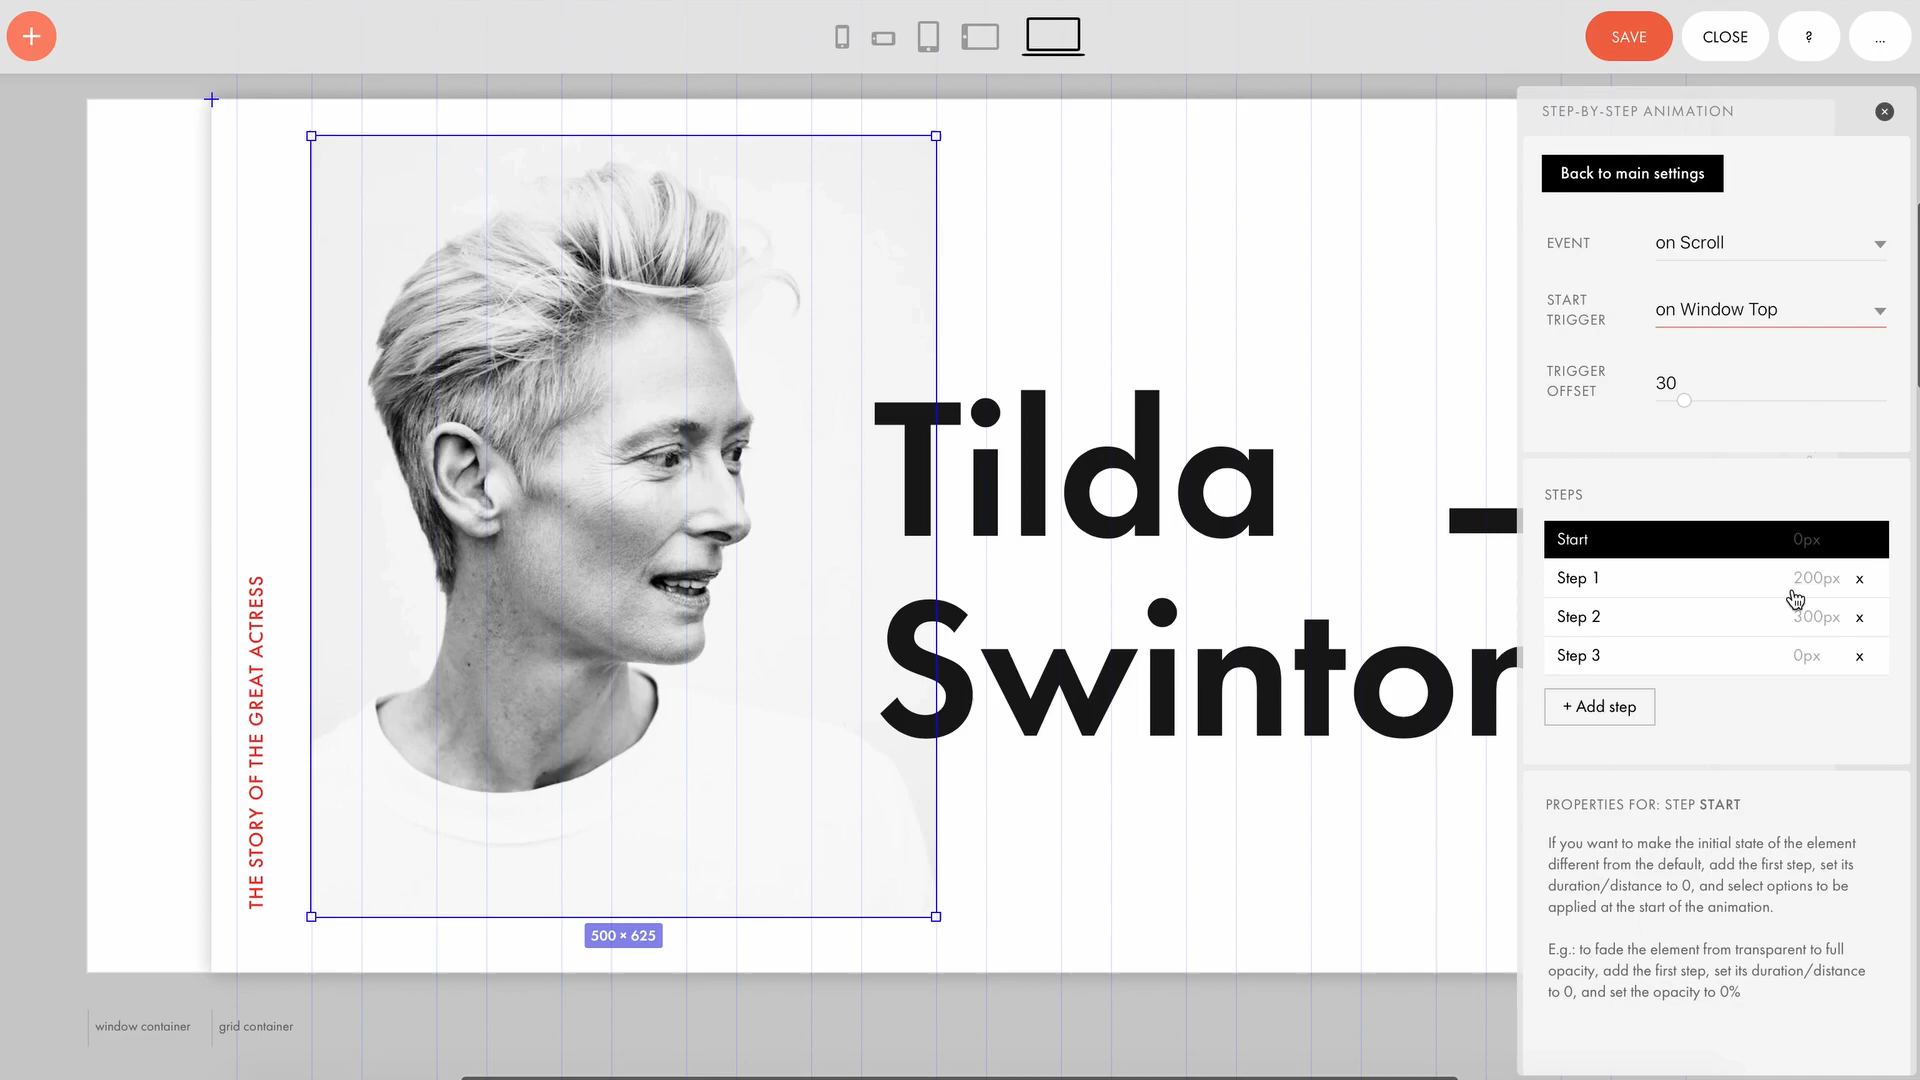 +
SAVE
CLOSE
?
...
STEP-BY-STEP ANIMATION
Back to main settings
EVENT
on Scroll
START
TRIGGER
on Window Top
TRIGGER
OFFSET
30
Tilda –
Swinton
THE STORY OF THE GREAT ACTRESS
STEPS
Start 0px
Step 1 200px x
Step 2 300px x
Step 3 0px x
+ Add step
PROPERTIES FOR: STEP START
If you want to make the initial state of the element
different from the default, add the first step, set its
duration/distance to 0, and select options to be
applied at the start of the animation.
E.g.: to fade the element from transparent to full
opacity, add the first step, set its duration/distance
to 0, and set the opacity to 0%
500 × 625
window container
grid container